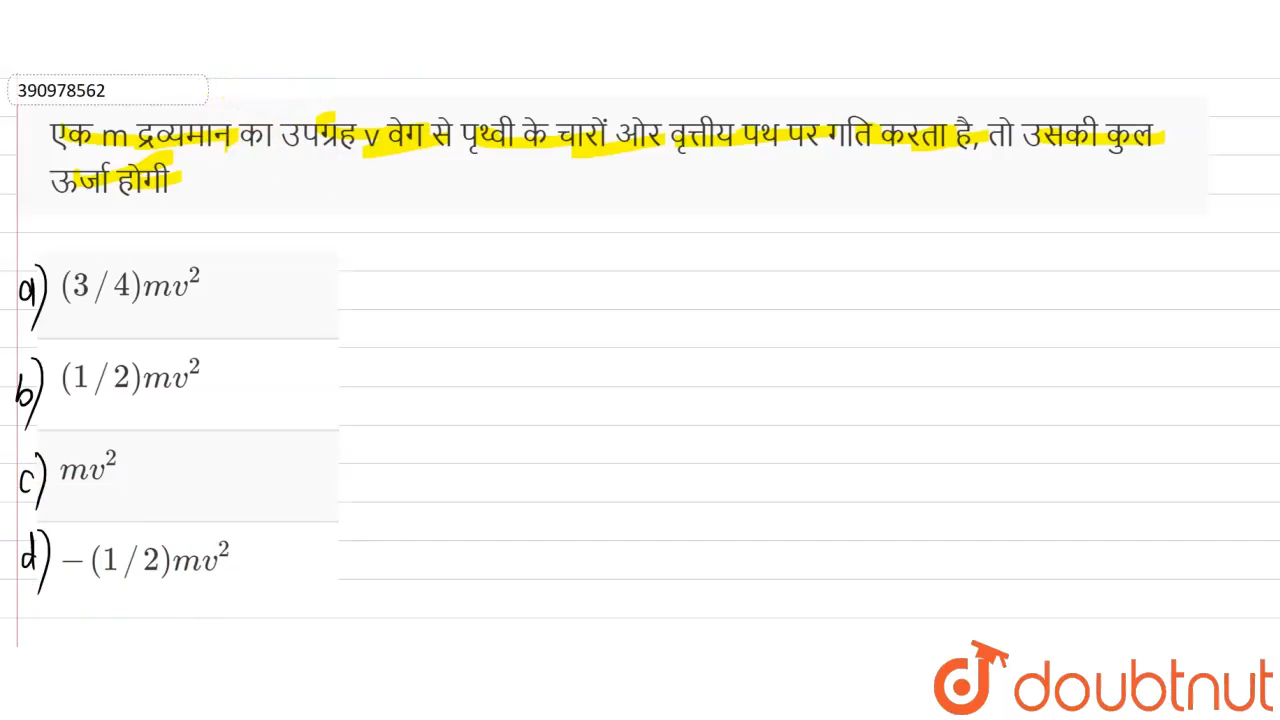 390978562
एक m द्रव्यमान का उपग्रह v वेग से पृथ्वी के चारों ओर वृत्तीय पथ पर गति करता है, तो उसकी कुल
ऊर्जा होगी
a) (3/4)mv²
b) (1/2)mv²
c) mv²
d) −(1/2)mv²
doubtnut